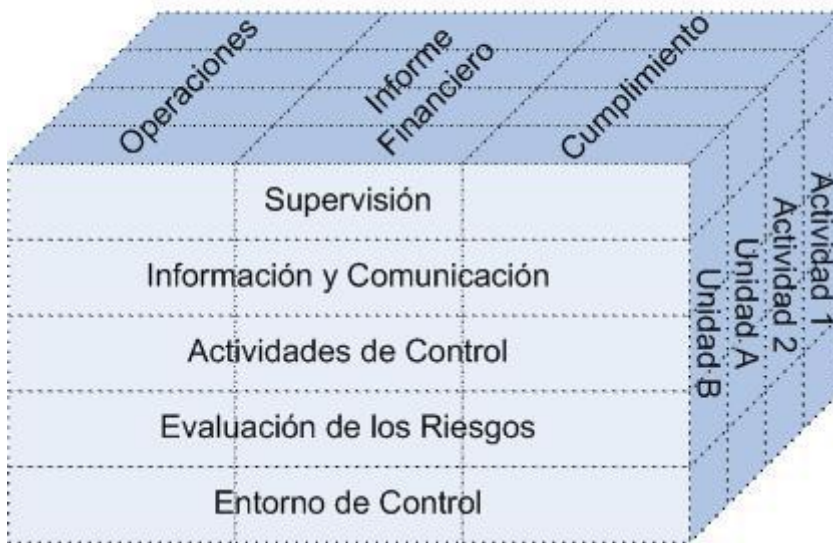 Operaciones
Informe
Financiero
Cumplimiento
Supervisión
Información y Comunicación
Actividades de Control
Evaluación de los Riesgos
Entorno de Control
Unidad B
Unidad A
Actividad 2
Actividad 1